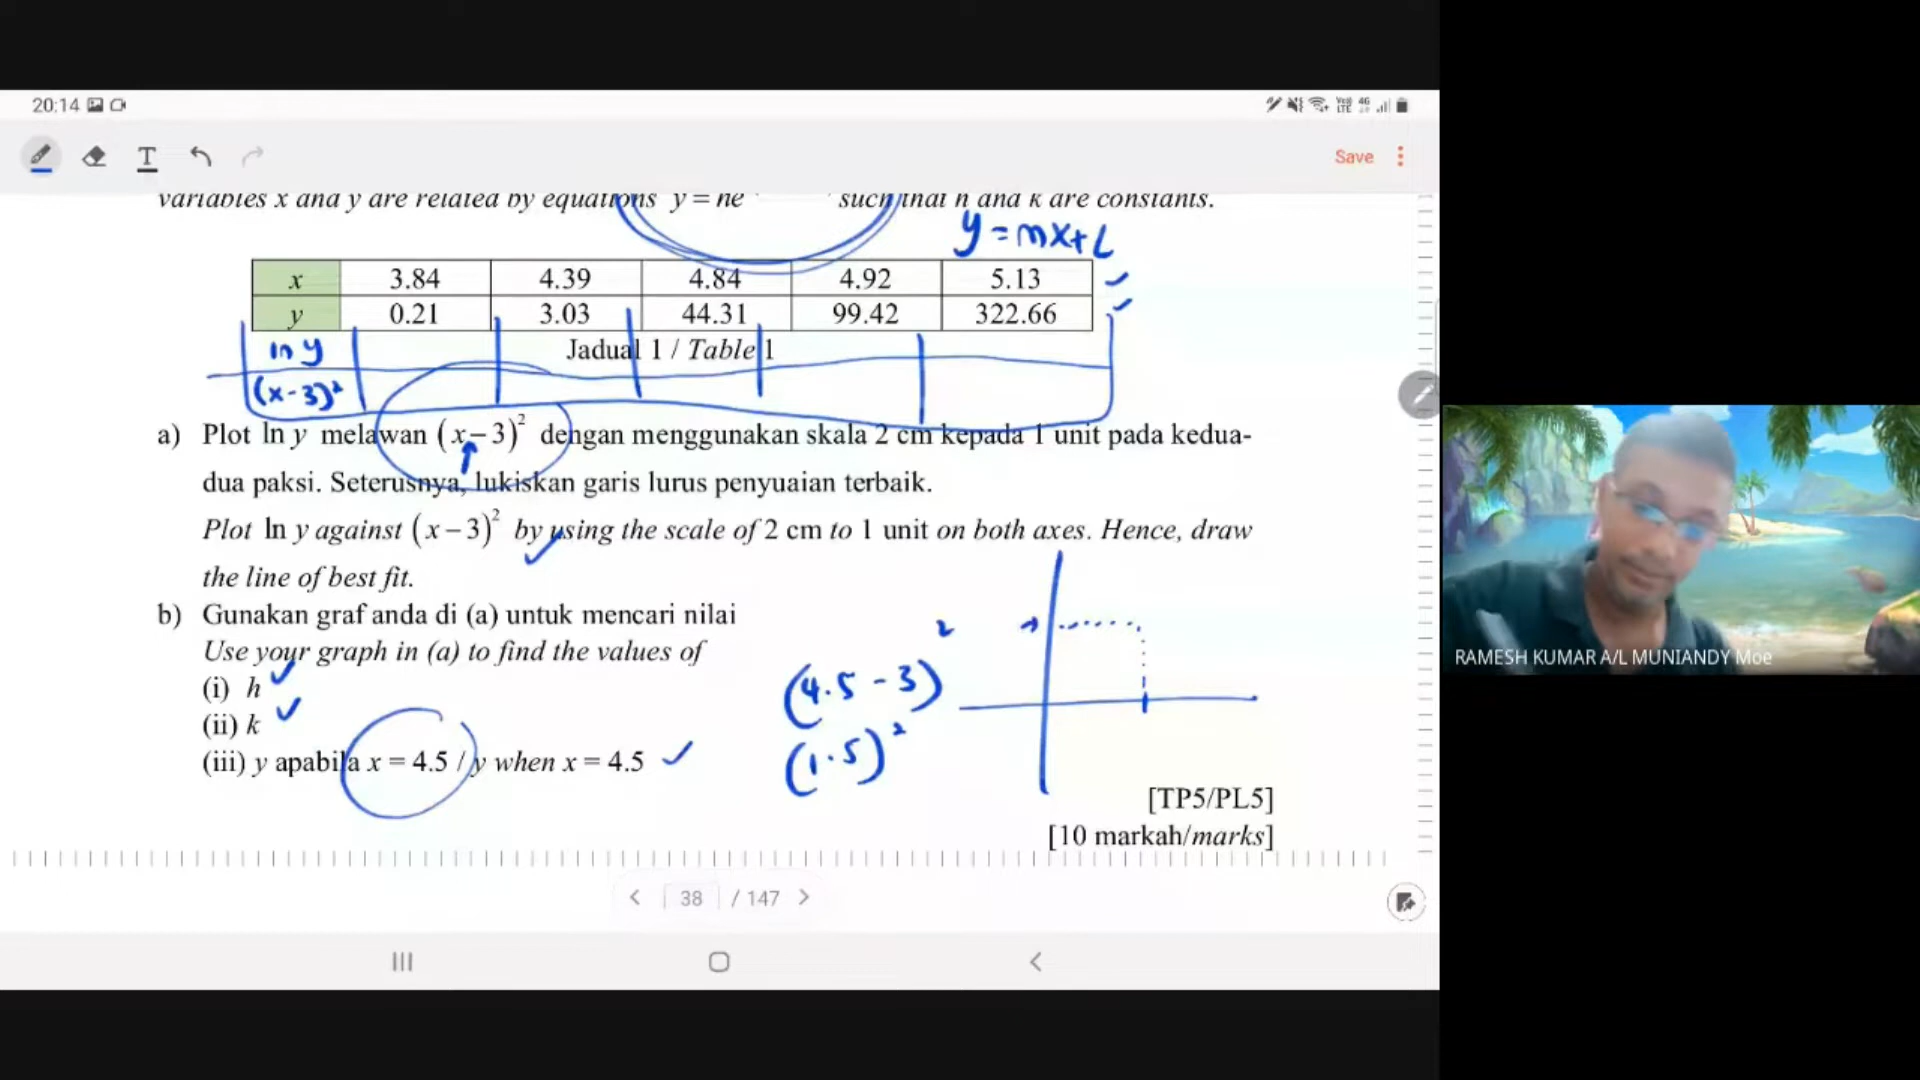 20:14
VoD LTE 4G
T
Save
variables x and y are related by equations y = he such that h and k are constants.
y = mx + c
x 3.84 4.39 4.84 4.92 5.13
y 0.21 3.03 44.31 99.42 322.66
ln y
Jadual 1 / Table 1
(x-3)²
a) Plot ln y melawan (x – 3)² dengan menggunakan skala 2 cm kepada 1 unit pada kedua-
dua paksi. Seterusnya, lukiskan garis lurus penyuaian terbaik.
Plot ln y against (x – 3)² by using the scale of 2 cm to 1 unit on both axes. Hence, draw
the line of best fit.
b) Gunakan graf anda di (a) untuk mencari nilai
Use your graph in (a) to find the values of
(i) h
(ii) k
(iii) y apabila x = 4.5 / y when x = 4.5
(4.5 - 3)²
(1.5)²
[TP5/PL5]
[10 markah/marks]
38 / 147
RAMESH KUMAR A/L MUNIANDY Moe